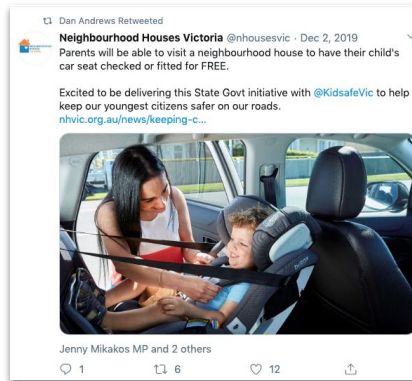 Dan Andrews Retweeted
Neighbourhood Houses Victoria @nhousesvic · Dec 2, 2019
Parents will be able to visit a neighbourhood house to have their child's
car seat checked or fitted for FREE.
Excited to be delivering this State Govt initiative with @KidsafeVic to help
keep our youngest citizens safer on our roads.
nhvic.org.au/news/keeping-c...
Jenny Mikakos MP and 2 others
1 6 12